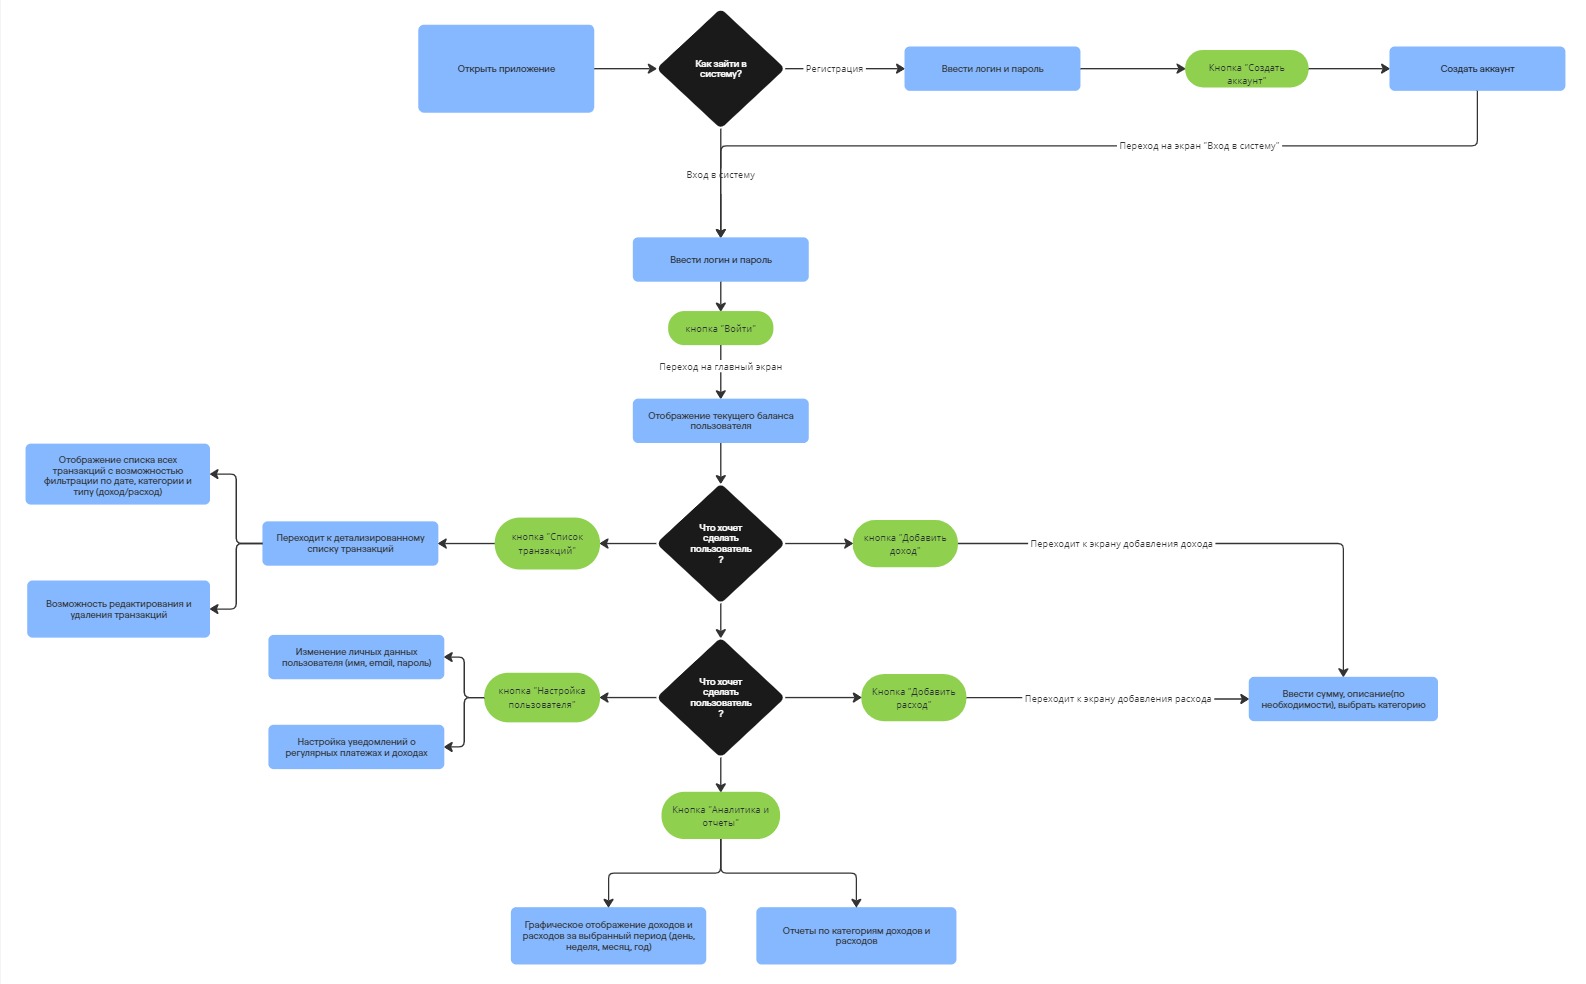 Открыть приложение
Как зайти в
систему?
Регистрация
Ввести логин и пароль
Кнопка "Создать
аккаунт"
Создать аккаунт
Переход на экран "Вход в систему"
Вход в систему
Ввести логин и пароль
кнопка "Войти"
Переход на главный экран
Отображение текущего баланса
пользователя
Отображение списка всех
транзакций с возможностью
фильтрации по дате, категории и
типу (доход/расход)
Переходит к детализированному
списку транзакций
кнопка "Список
транзакций"
Что хочет
сделать
пользователь
?
кнопка "Добавить
доход"
Переходит к экрану добавления дохода
Возможность редактирования и
удаления транзакций
Изменение личных данных
пользователя (имя, email, пароль)
кнопка "Настройка
пользователя"
Что хочет
сделать
пользователь
?
Кнопка "Добавить
расход"
Переходит к экрану добавления расхода
Ввести сумму, описание(по
необходимости), выбрать категорию
Настройка уведомлений о
регулярных платежах и доходах
Кнопка "Аналитика и
отчеты"
Графическое отображение доходов и
расходов за выбранный период (день,
неделя, месяц, год)
Отчеты по категориям доходов и
расходов